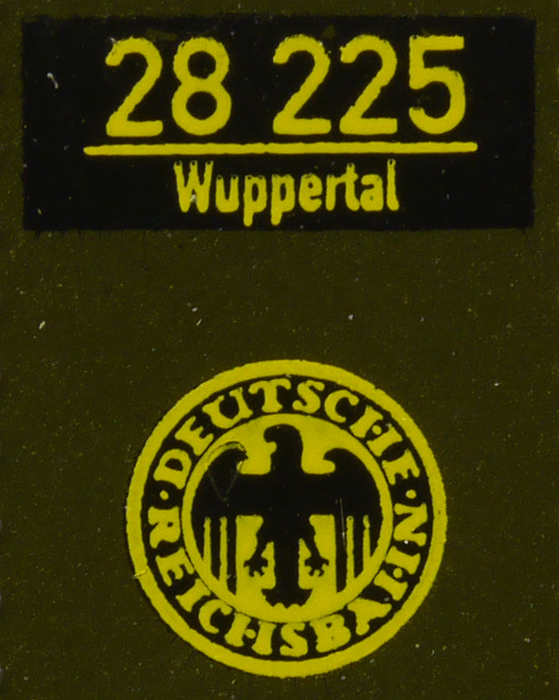 28 225
Wuppertal
DEUTSCHE
REICHSBAHN